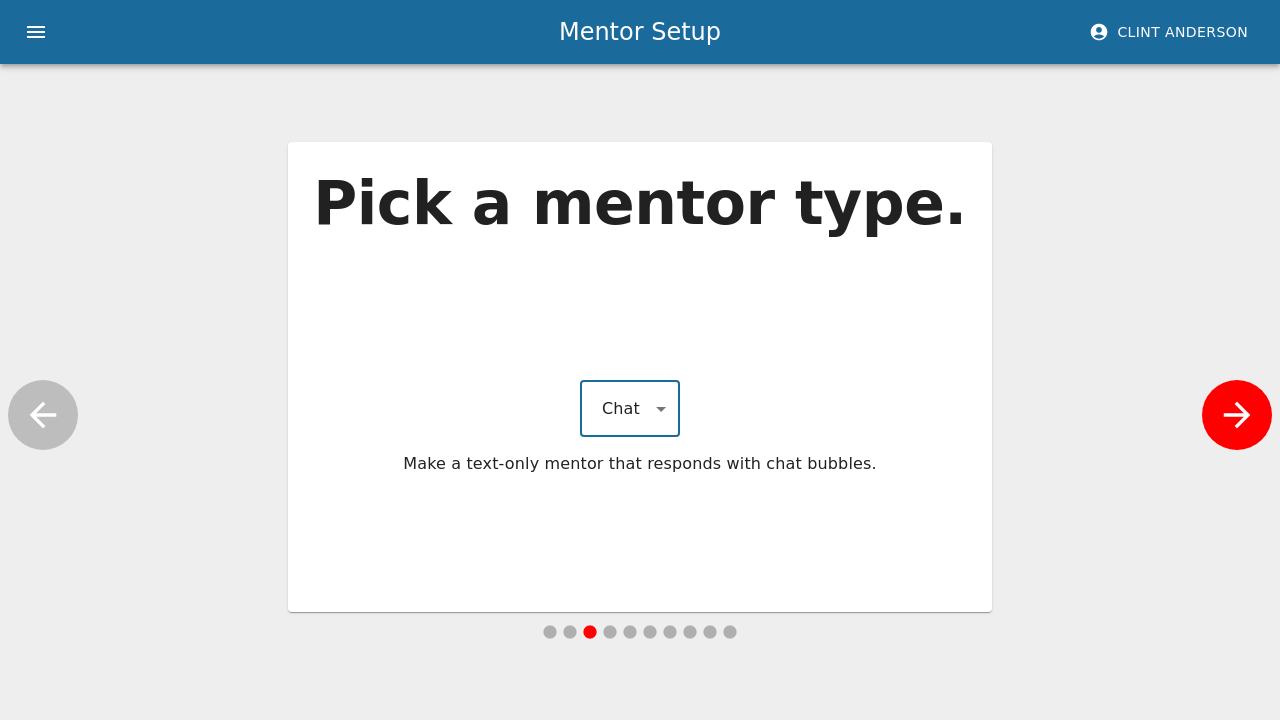 Mentor Setup
CLINT ANDERSON
Pick a mentor type.
Chat
Make a text-only mentor that responds with chat bubbles.